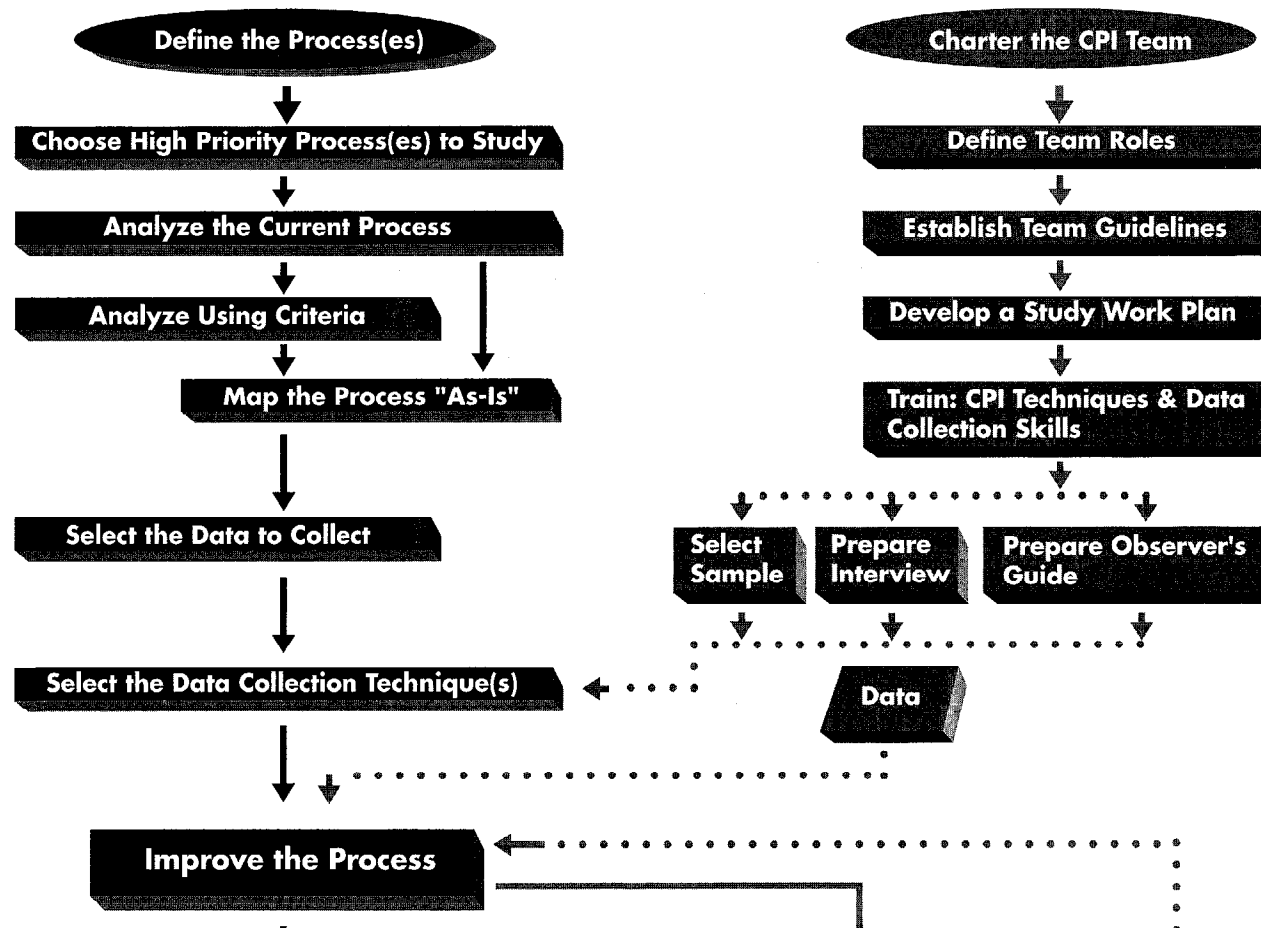 Define the Process(es)
Choose High Priority Process(es) to Study
Analyze the Current Process
Analyze Using Criteria
Map the Process "As-Is"
Select the Data to Collect
Select the Data Collection Technique(s)
Improve the Process
Charter the CPI Team
Define Team Roles
Establish Team Guidelines
Develop a Study Work Plan
Train: CPI Techniques & Data
Collection Skills
Select
Sample
Prepare
Interview
Prepare Observer's
Guide
Data